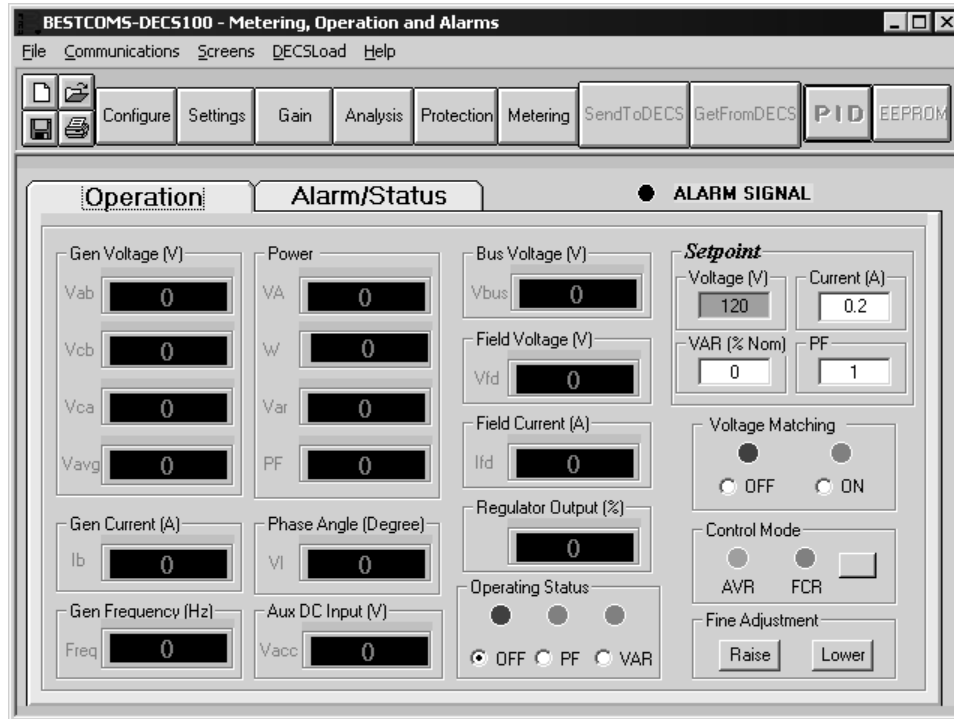 BESTCOMS-DECS100 - Metering, Operation and Alarms
File Communications Screens DECSLoad Help
Configure Settings Gain Analysis Protection Metering SendToDECS GetFromDECS PID EEPROM
Operation Alarm/Status ALARM SIGNAL
Gen Voltage (V)
Vab 0
Vcb 0
Vca 0
Vavg 0
Power
VA 0
W 0
Var 0
PF 0
Bus Voltage (V)
Vbus 0
Field Voltage (V)
Vfd 0
Field Current (A)
Ifd 0
Regulator Output (%)
0
Setpoint
Voltage (V) Current (A)
120 0.2
VAR (% Nom) PF
0 1
Voltage Matching
OFF ON
Gen Current (A)
Ib 0
Phase Angle (Degree)
VI 0
Control Mode
AVR FCR
Gen Frequency (Hz)
Freq 0
Aux DC Input (V)
Vacc 0
Operating Status
OFF PF VAR
Fine Adjustment
Raise Lower